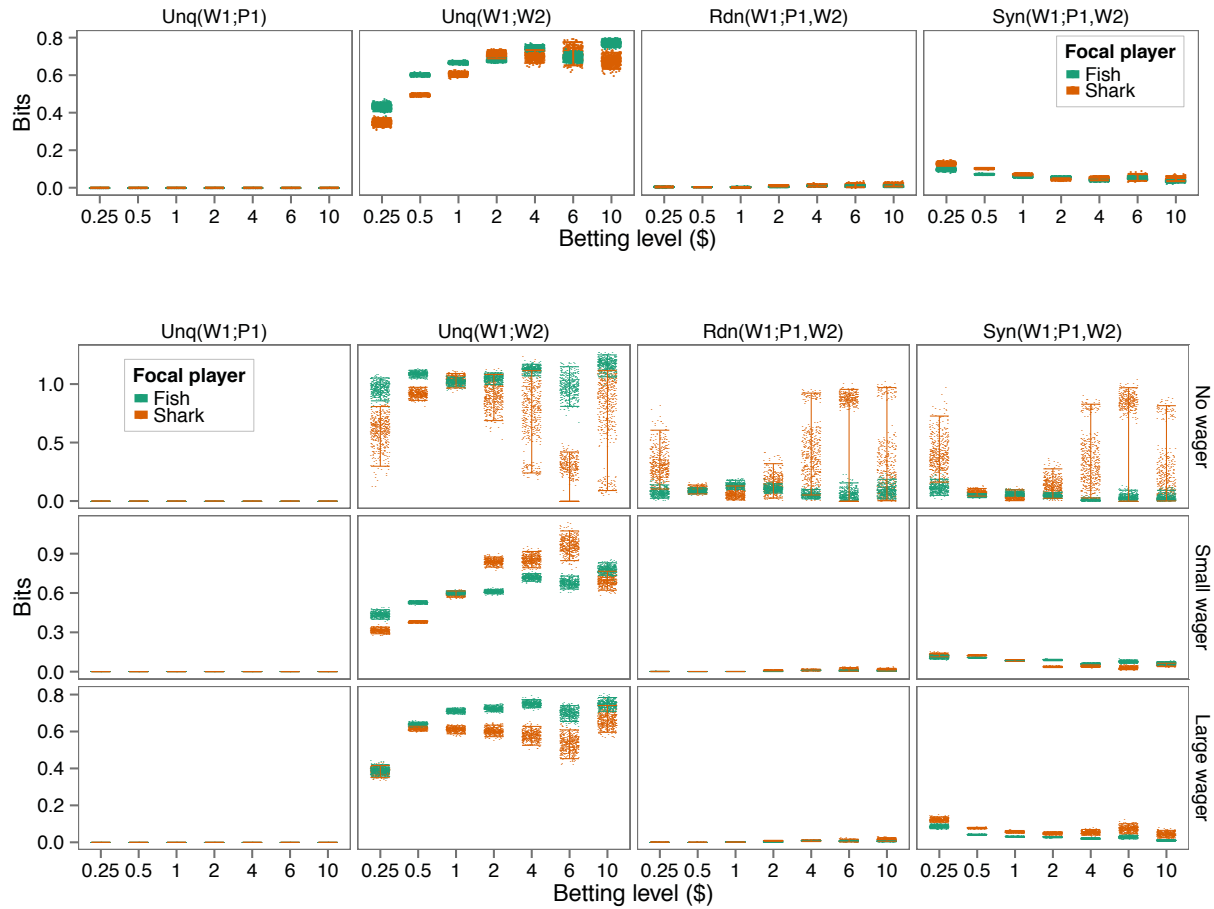 Unq(W1;P1) Unq(W1;W2) Rdn(W1;P1,W2) Syn(W1;P1,W2)
Bits
0.8
0.6
0.4
0.2
0.0
Focal player
Fish
Shark
0.25 0.5 1 2 4 6 10 0.25 0.5 1 2 4 6 10 0.25 0.5 1 2 4 6 10 0.25 0.5 1 2 4 6 10
Betting level ($)
Unq(W1;P1) Unq(W1;W2) Rdn(W1;P1,W2) Syn(W1;P1,W2)
Focal player
Fish
Shark
1.0
0.5
0.0
No wager
Bits
0.9
0.6
0.3
0.0
Small wager
0.8
0.6
0.4
0.2
0.0
Large wager
0.25 0.5 1 2 4 6 10 0.25 0.5 1 2 4 6 10 0.25 0.5 1 2 4 6 10 0.25 0.5 1 2 4 6 10
Betting level ($)